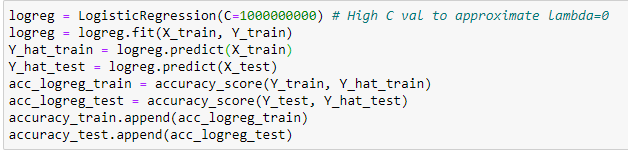 logreg = LogisticRegression(C=1000000000) # High C val to approximate lambda=0
logreg = logreg.fit(X_train, Y_train)
Y_hat_train = logreg.predict(X_train)
Y_hat_test = logreg.predict(X_test)
acc_logreg_train = accuracy_score(Y_train, Y_hat_train)
acc_logreg_test = accuracy_score(Y_test, Y_hat_test)
accuracy_train.append(acc_logreg_train)
accuracy_test.append(acc_logreg_test)